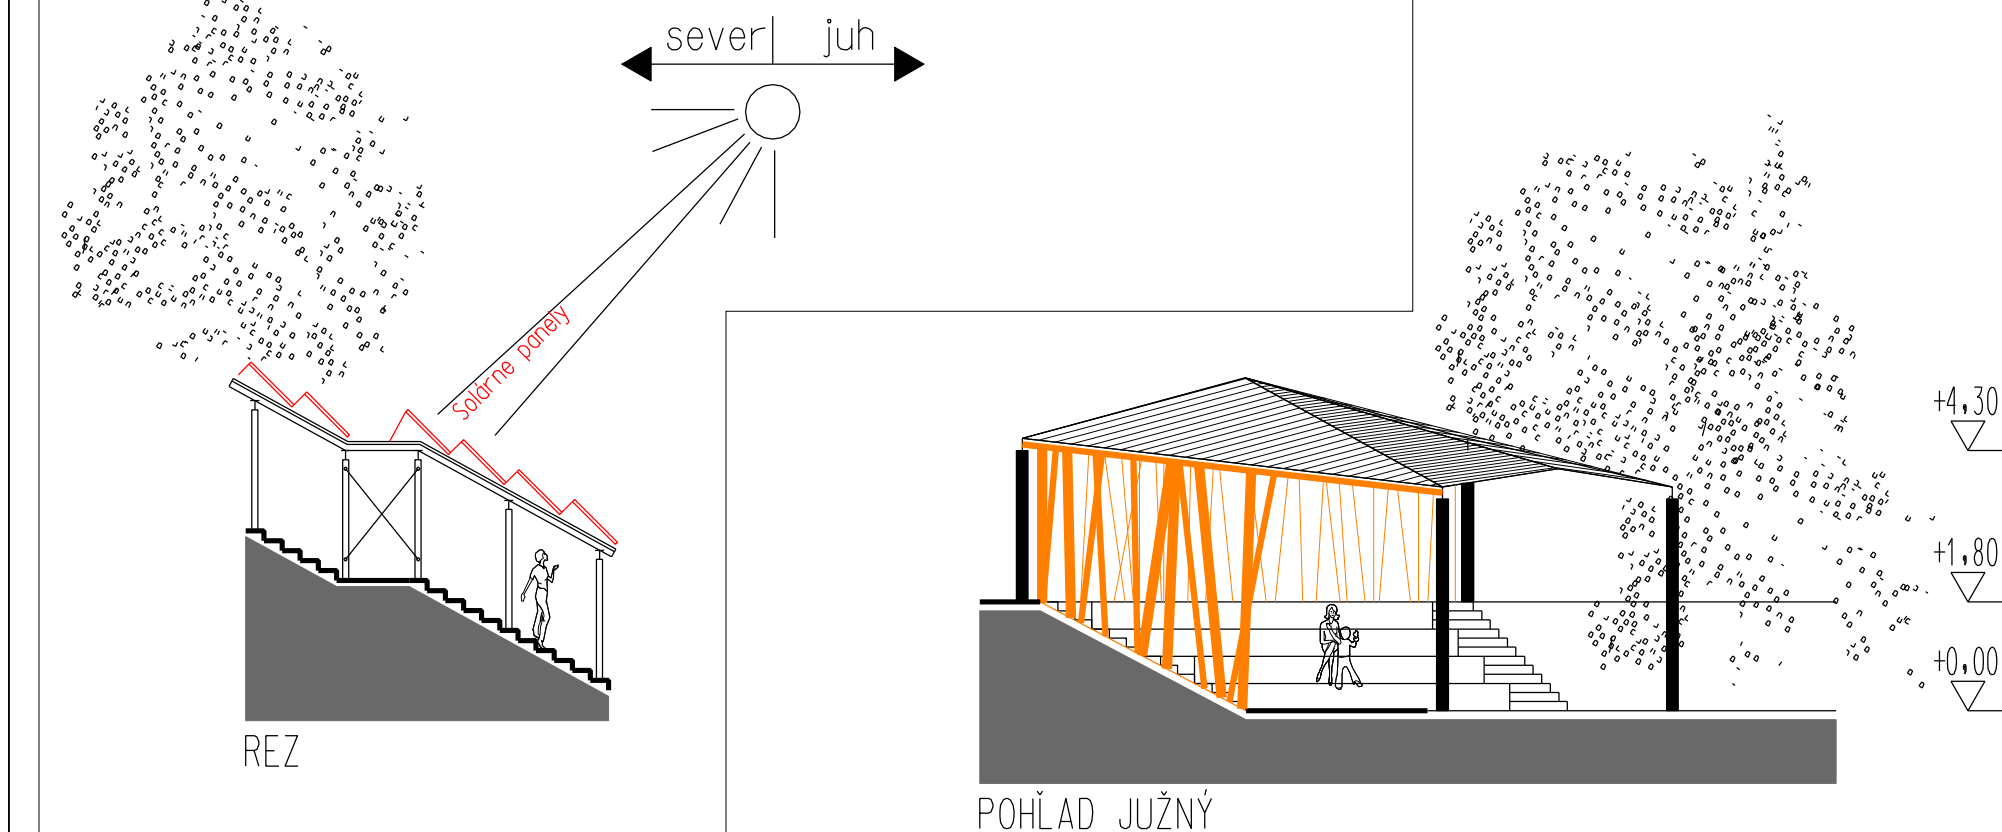 sever juh
Solárne panely
REZ
+4,30
+1,80
+0,00
POHĽAD JUŽNÝ